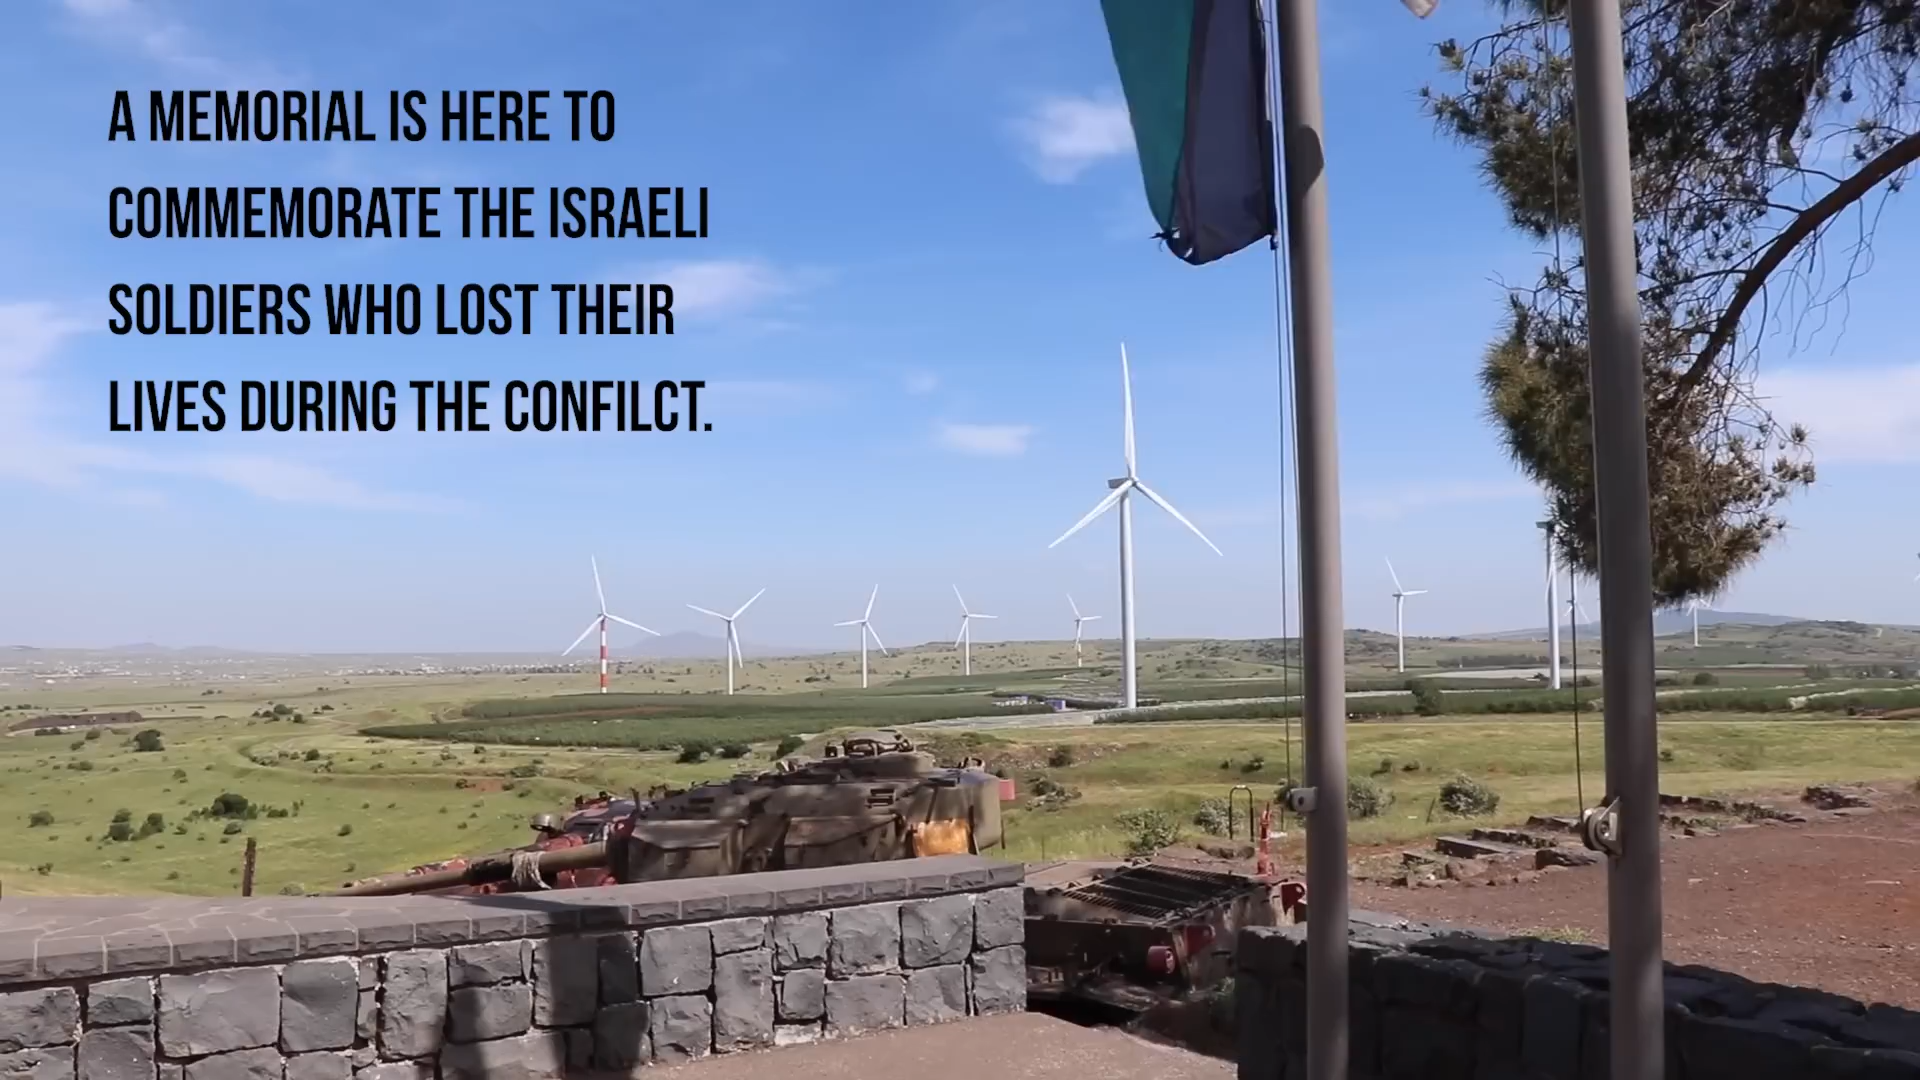 A MEMORIAL IS HERE TO
COMMEMORATE THE ISRAELI
SOLDIERS WHO LOST THEIR
LIVES DURING THE CONFILCT.